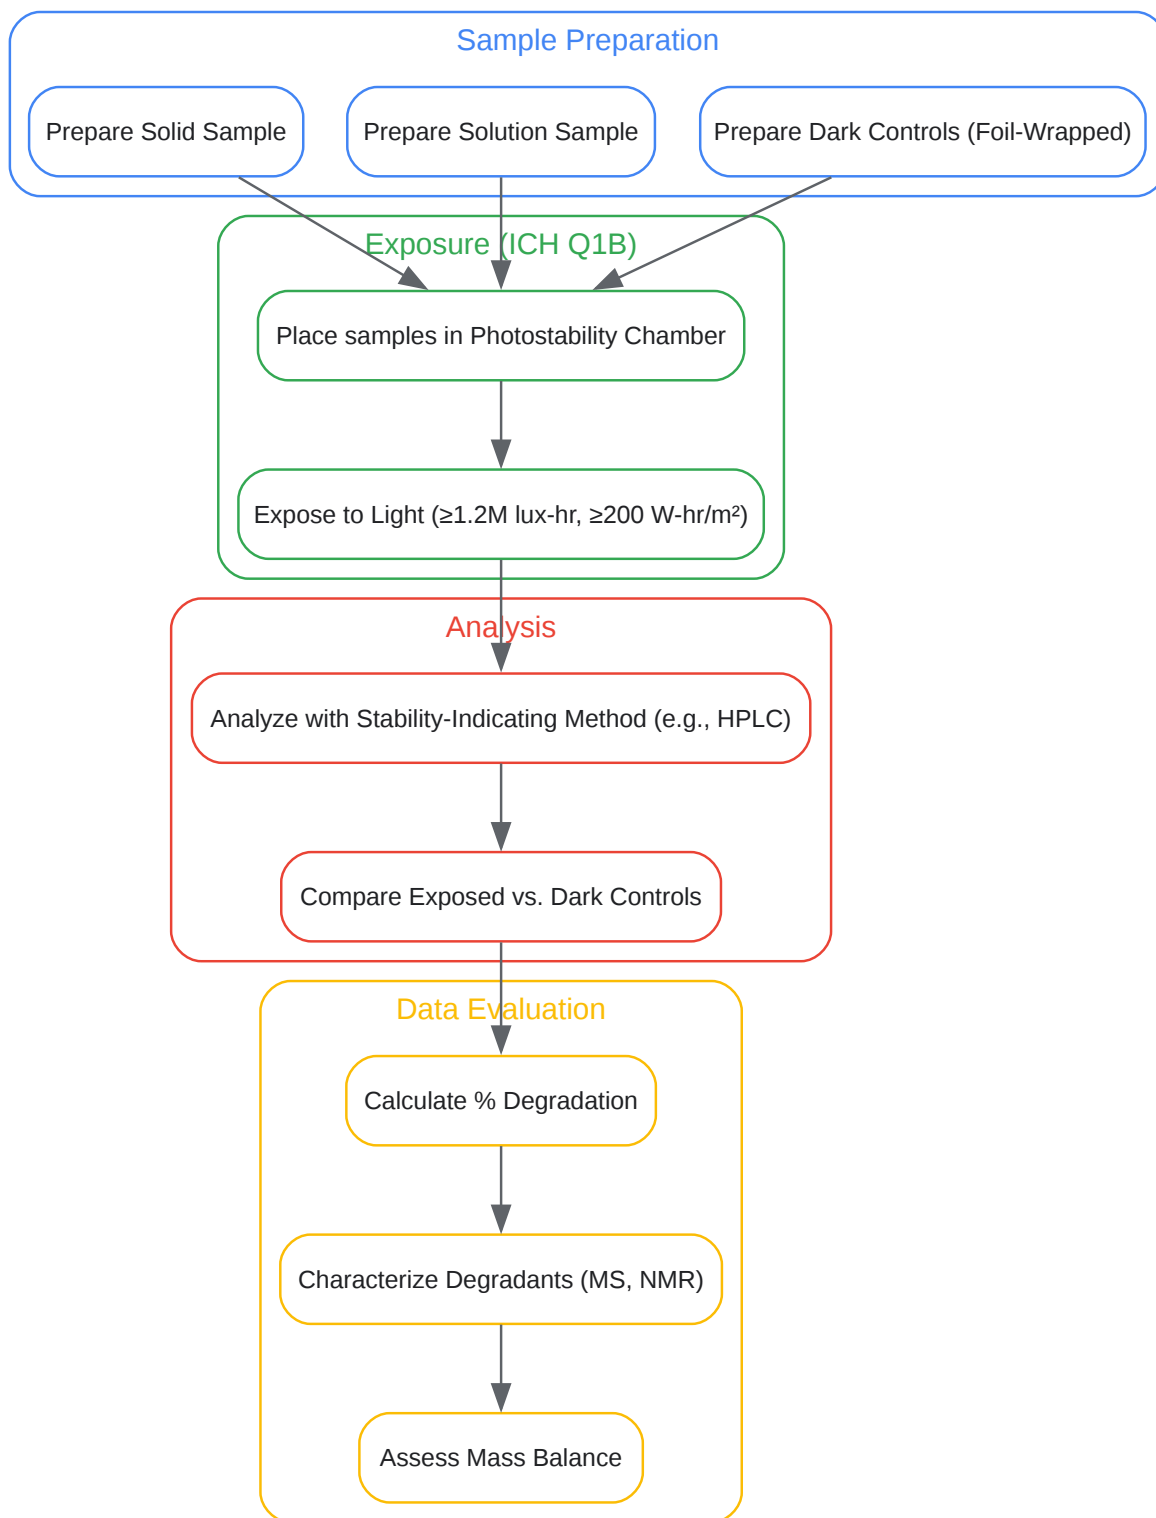 Sample Preparation
Prepare Solid Sample
Prepare Solution Sample
Prepare Dark Controls (Foil-Wrapped)
Exposure (ICH Q1B)
Place samples in Photostability Chamber
Expose to Light (≥1.2M lux-hr, ≥200 W-hr/m²)
Analysis
Analyze with Stability-Indicating Method (e.g., HPLC)
Compare Exposed vs. Dark Controls
Data Evaluation
Calculate % Degradation
Characterize Degradants (MS, NMR)
Assess Mass Balance